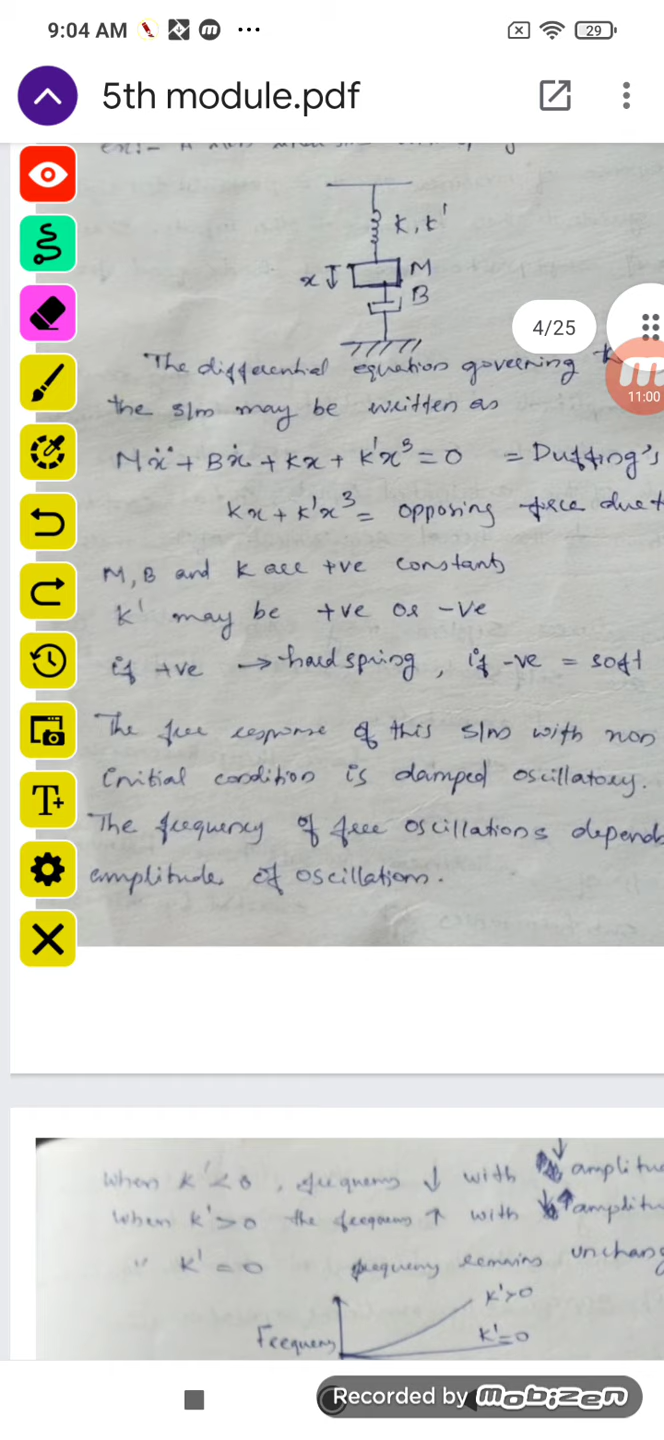 9:04 AM
29
5th module.pdf
K, K'
x
M
B
4/25
11:00
The differential equation governing
the s/m may be written as
Mẍ + Bẋ + Kx + K'x³ = 0 = Duffing's
Kx + K'x³ = opposing force due t
M, B and K are +ve constants
K' may be +ve or -ve
if +ve → hard spring, if -ve = soft
The free response of this s/m with non
initial condition is damped oscillatory.
The frequency of free oscillations depends
amplitude of oscillations.
T+
When K' < 0, frequency ↓ with ↓ amplitu
When K' > 0 the frequency ↑ with ↑ amplitu
" K' = 0 frequency remains unchang
K'>0
Frequency
K'=0
Recorded by mobizen